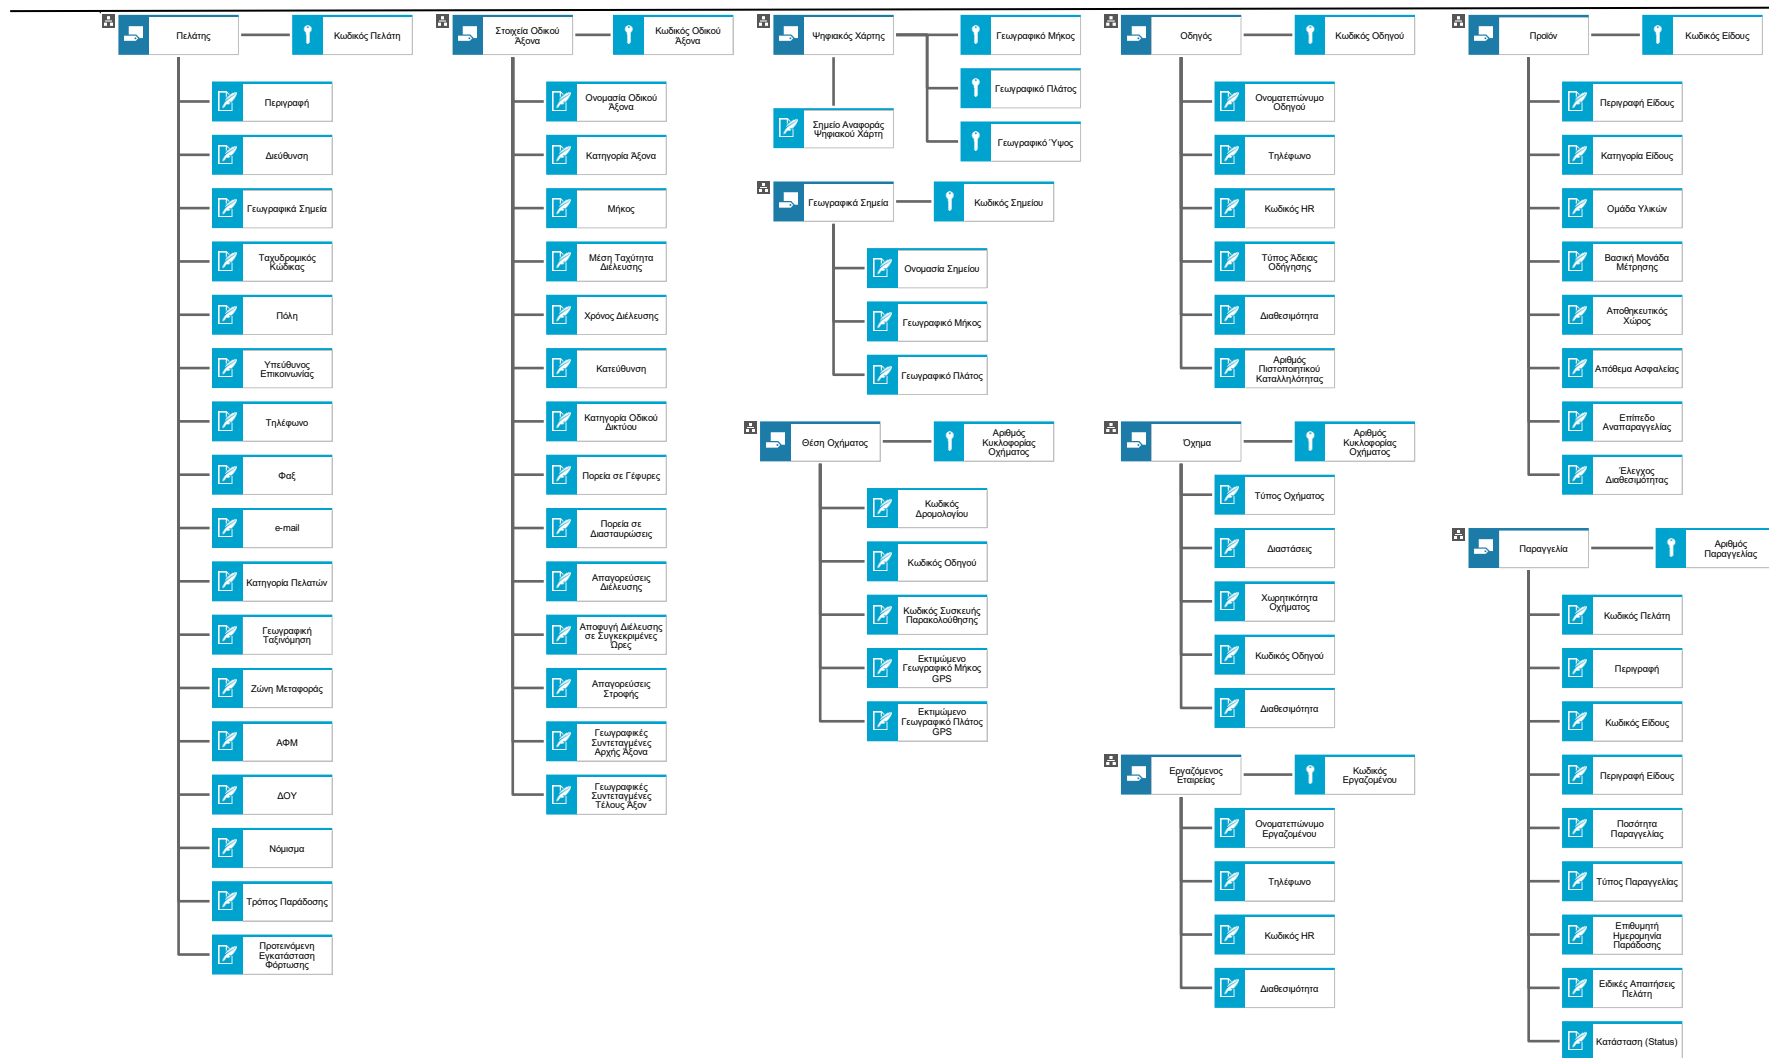 Πελάτης
Κωδικός Πελάτη
Περιγραφή
Διεύθυνση
Γεωγραφικά Σημεία
Ταχυδρομικός
Κώδικας
Πόλη
Υπεύθυνος
Επικοινωνίας
Τηλέφωνο
Φαξ
e-mail
Κατηγορία Πελατών
Γεωγραφική
Ταξινόμηση
Ζώνη Μεταφοράς
ΑΦΜ
ΔΟΥ
Νόμισμα
Τρόπος Παράδοσης
Προτεινόμενη
Εγκατάσταση
Φόρτωσης
Στοιχεία Οδικού
Άξονα
Κωδικός Οδικού
Άξονα
Ονομασία Οδικού
Άξονα
Κατηγορία Άξονα
Μήκος
Μέση Ταχύτητα
Διέλευσης
Χρόνος Διέλευσης
Κατεύθυνση
Κατηγορία Οδικού
Δικτύου
Πορεία σε Γέφυρες
Πορεία σε
Διασταυρώσεις
Απαγορεύσεις
Διέλευσης
Αποφυγή Διέλευσης
σε Συγκεκριμένες
Ώρες
Απαγορεύσεις
Στροφής
Γεωγραφικές
Συντεταγμένες
Αρχής Άξονα
Γεωγραφικές
Συντεταγμένες
Τέλους Άξον
Ψηφιακός Χάρτης
Γεωγραφικό Μήκος
Γεωγραφικό Πλάτος
Γεωγραφικό Ύψος
Σημείο Αναφοράς
Ψηφιακού Χάρτη
Γεωγραφικά Σημεία
Κωδικός Σημείου
Ονομασία Σημείου
Γεωγραφικό Μήκος
Γεωγραφικό Πλάτος
Θέση Οχήματος
Αριθμός
Κυκλοφορίας
Οχήματος
Κωδικός
Δρομολογίου
Κωδικός Οδηγού
Κωδικός Συσκευής
Παρακολούθησης
Εκτιμώμενο
Γεωγραφικό Μήκος
GPS
Εκτιμώμενο
Γεωγραφικό Πλάτος
GPS
Οδηγός
Κωδικός Οδηγού
Ονοματεπώνυμο
Οδηγού
Τηλέφωνο
Κωδικός HR
Τύπος Άδειας
Οδήγησης
Διαθεσιμότητα
Αριθμός
Πιστοποιητικού
Καταλληλότητας
Όχημα
Αριθμός
Κυκλοφορίας
Οχήματος
Τύπος Οχήματος
Διαστάσεις
Χωρητικότητα
Οχήματος
Κωδικός Οδηγού
Διαθεσιμότητα
Εργαζόμενος
Εταιρείας
Κωδικός
Εργαζομένου
Ονοματεπώνυμο
Εργαζομένου
Τηλέφωνο
Κωδικός HR
Διαθεσιμότητα
Προϊόν
Κωδικός Είδους
Περιγραφή Είδους
Κατηγορία Είδους
Ομάδα Υλικών
Βασική Μονάδα
Μέτρησης
Αποθηκευτικός
Χώρος
Απόθεμα Ασφαλείας
Επίπεδο
Αναπαραγγελίας
Έλεγχος
Διαθεσιμότητας
Παραγγελία
Αριθμός
Παραγγελίας
Κωδικός Πελάτη
Περιγραφή
Κωδικός Είδους
Περιγραφή Είδους
Ποσότητα
Παραγγελίας
Τύπος Παραγγελίας
Επιθυμητή
Ημερομηνία
Παράδοσης
Ειδικές Απαιτήσεις
Πελάτη
Κατάσταση (Status)